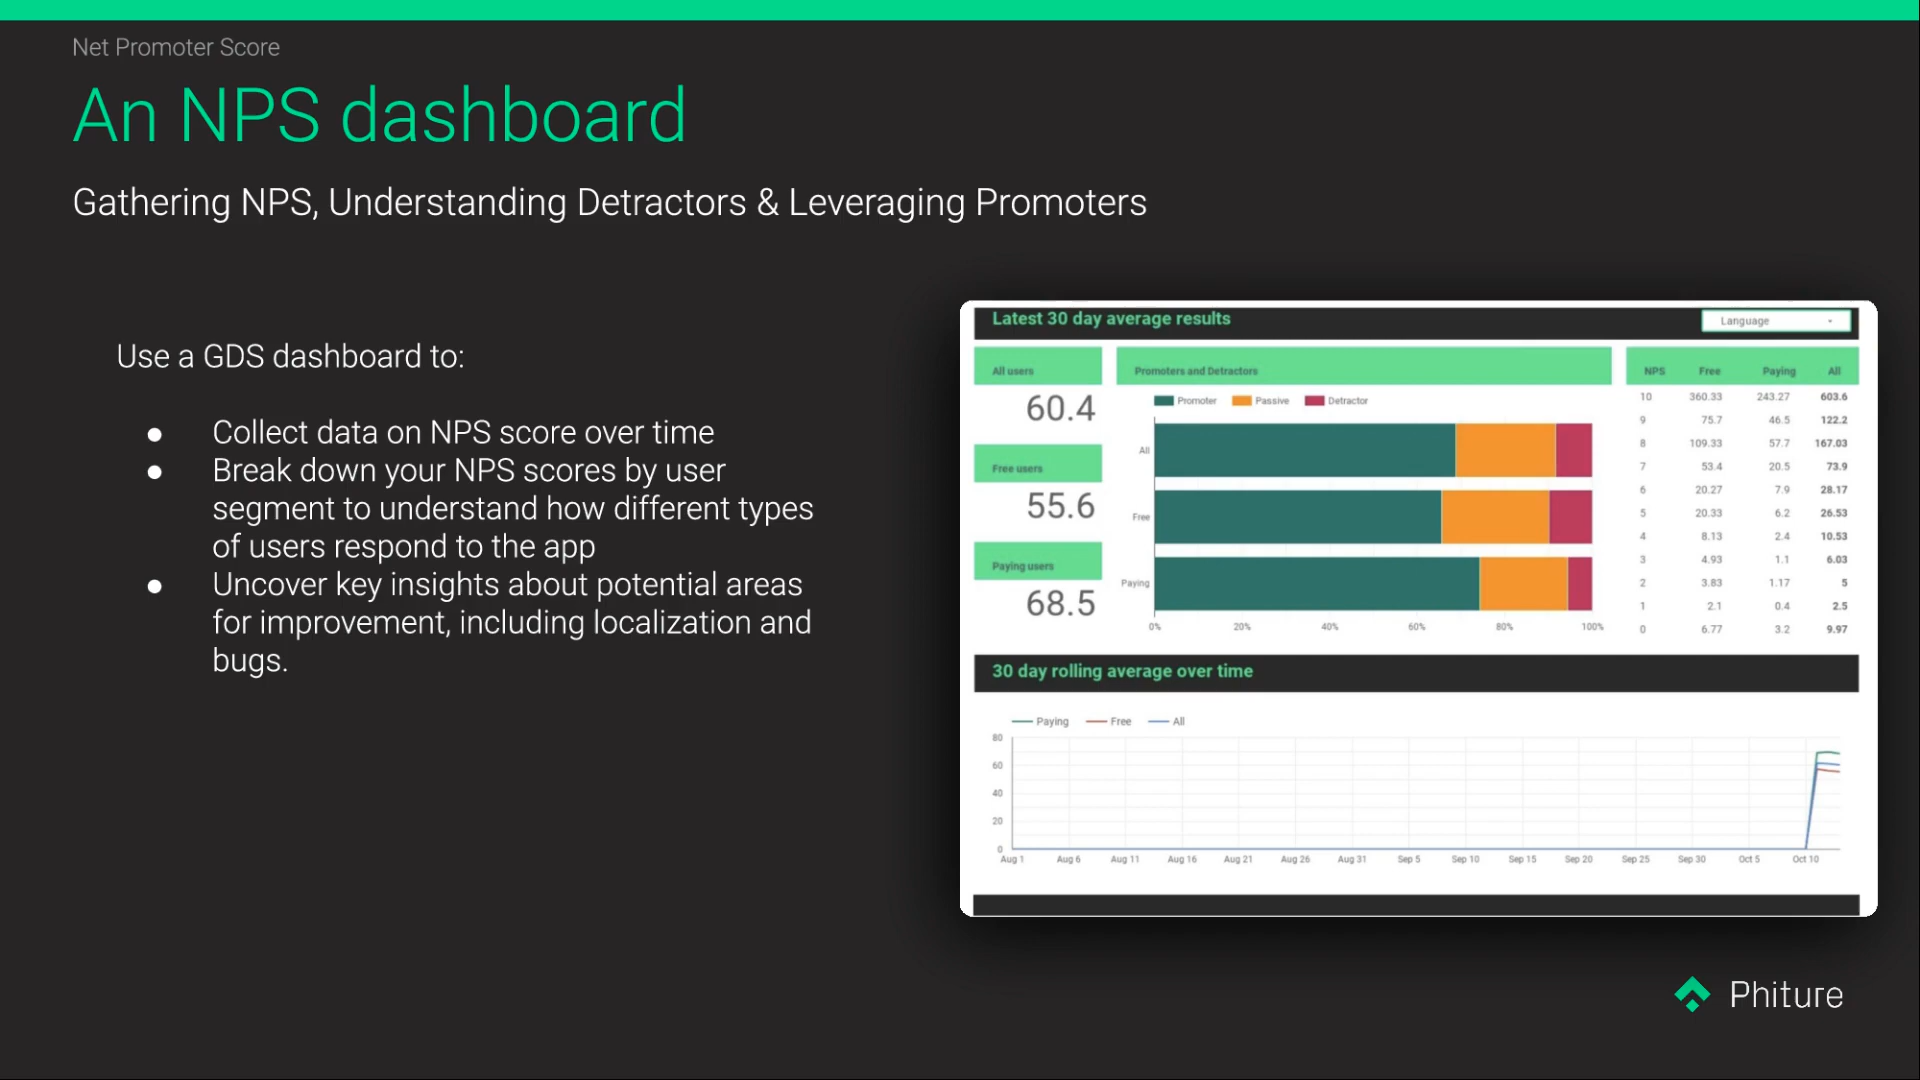 Net Promoter Score
An NPS dashboard
Gathering NPS, Understanding Detractors & Leveraging Promoters
Use a GDS dashboard to:
● Collect data on NPS score over time
● Break down your NPS scores by user
segment to understand how different types
of users respond to the app
● Uncover key insights about potential areas
for improvement, including localization and
bugs.
Latest 30 day average results
Language
All users
60.4
Free users
55.6
Paying users
68.5
Promoters and Detractors
Promoter Passive Detractor
All
Free
Paying
0% 20% 40% 60% 80% 100%
NPS Free Paying All
10 360.33 243.27 603.6
9 75.7 46.5 122.2
8 109.33 57.7 167.03
7 53.4 20.5 73.9
6 20.27 7.9 28.17
5 20.33 6.2 26.53
4 8.13 2.4 10.53
3 4.93 1.1 6.03
2 3.83 1.17 5
1 2.1 0.4 2.5
0 6.77 3.2 9.97
30 day rolling average over time
Paying Free All
80
60
40
20
0
Aug 1 Aug 6 Aug 11 Aug 16 Aug 21 Aug 26 Aug 31 Sep 5 Sep 10 Sep 15 Sep 20 Sep 25 Sep 30 Oct 5 Oct 10
Phiture